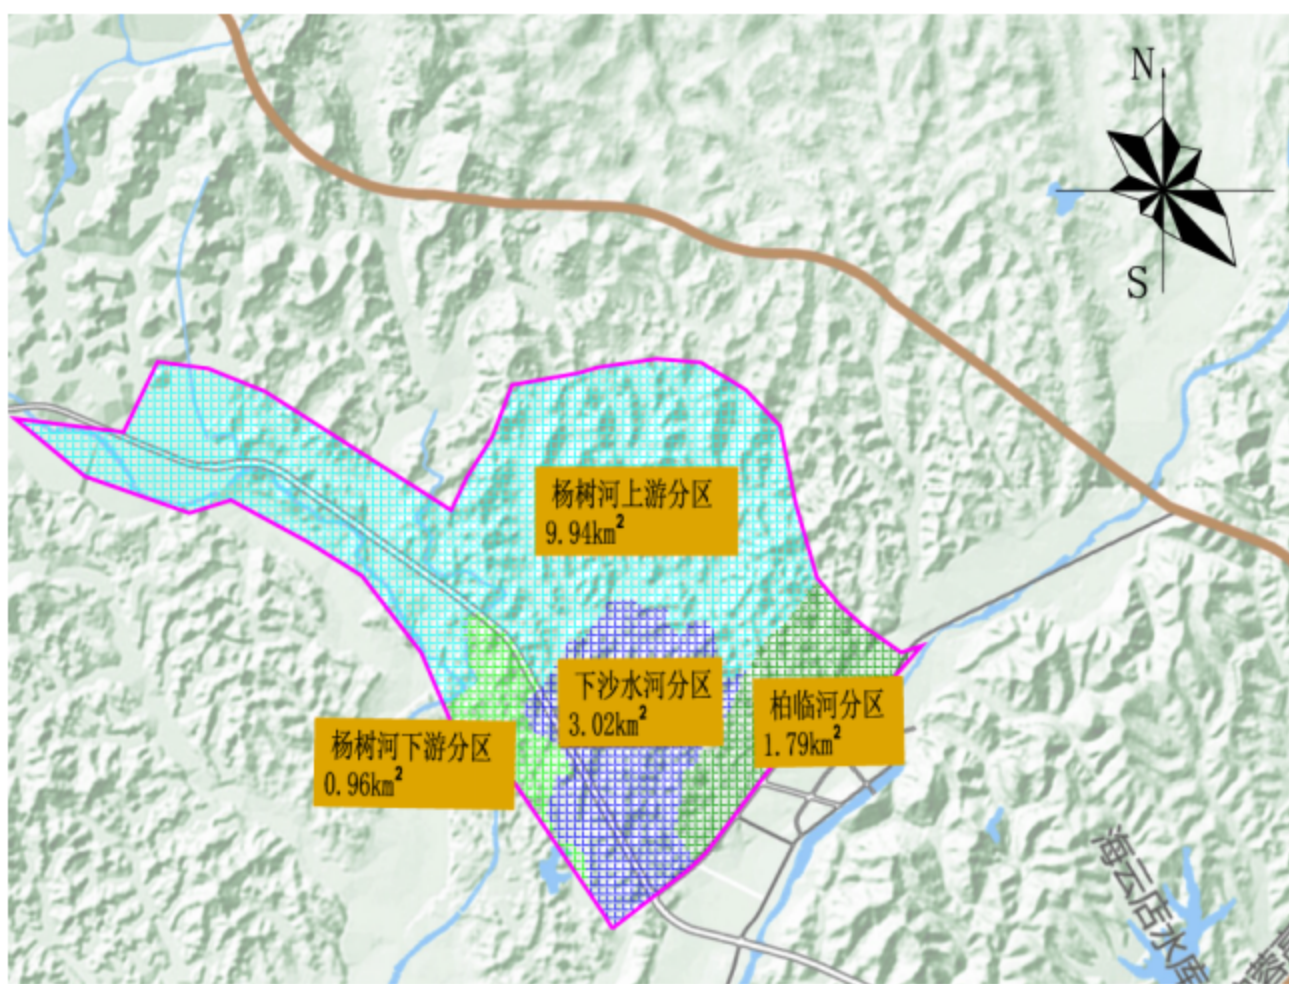 N
S
杨树河上游分区
9.94km²
下沙水河分区
3.02km²
柏临河分区
1.79km²
杨树河下游分区
0.96km²
海云店水库